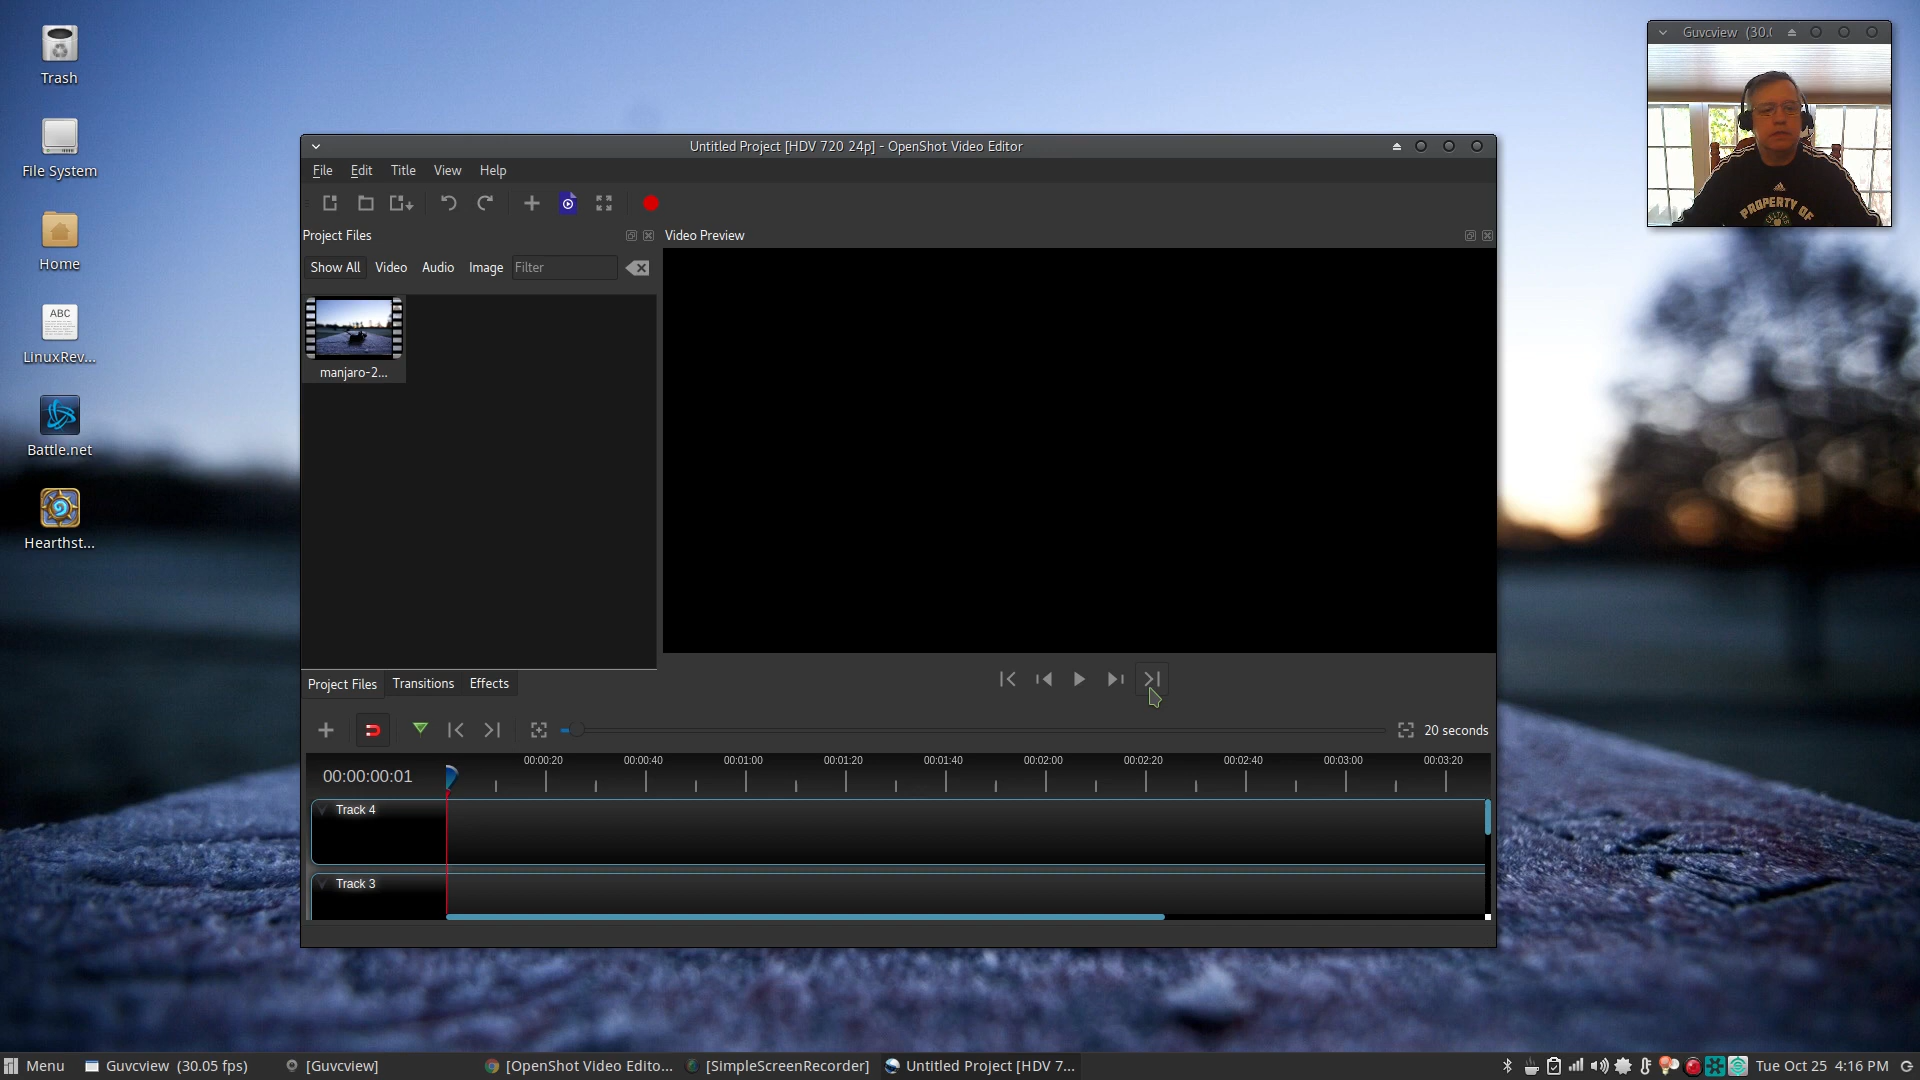 Trash
File System
Home
ABC
LinuxRev...
Battle.net
Hearthst...
Guvcview (30.(
PROPERTY OF
CELTICS
Untitled Project [HDV 720 24p] - OpenShot Video Editor
File Edit Title View Help
Project Files
Video Preview
Show All Video Audio Image Filter
manjaro-2...
Project Files Transitions Effects
20 seconds
00:00:00:01
00:00:20 00:00:40 00:01:00 00:01:20 00:01:40 00:02:00 00:02:20 00:02:40 00:03:00 00:03:20
Track 4
Track 3
Menu Guvcview (30.05 fps) [Guvcview] [OpenShot Video Edito... [SimpleScreenRecorder] Untitled Project [HDV 7... Tue Oct 25 4:16 PM